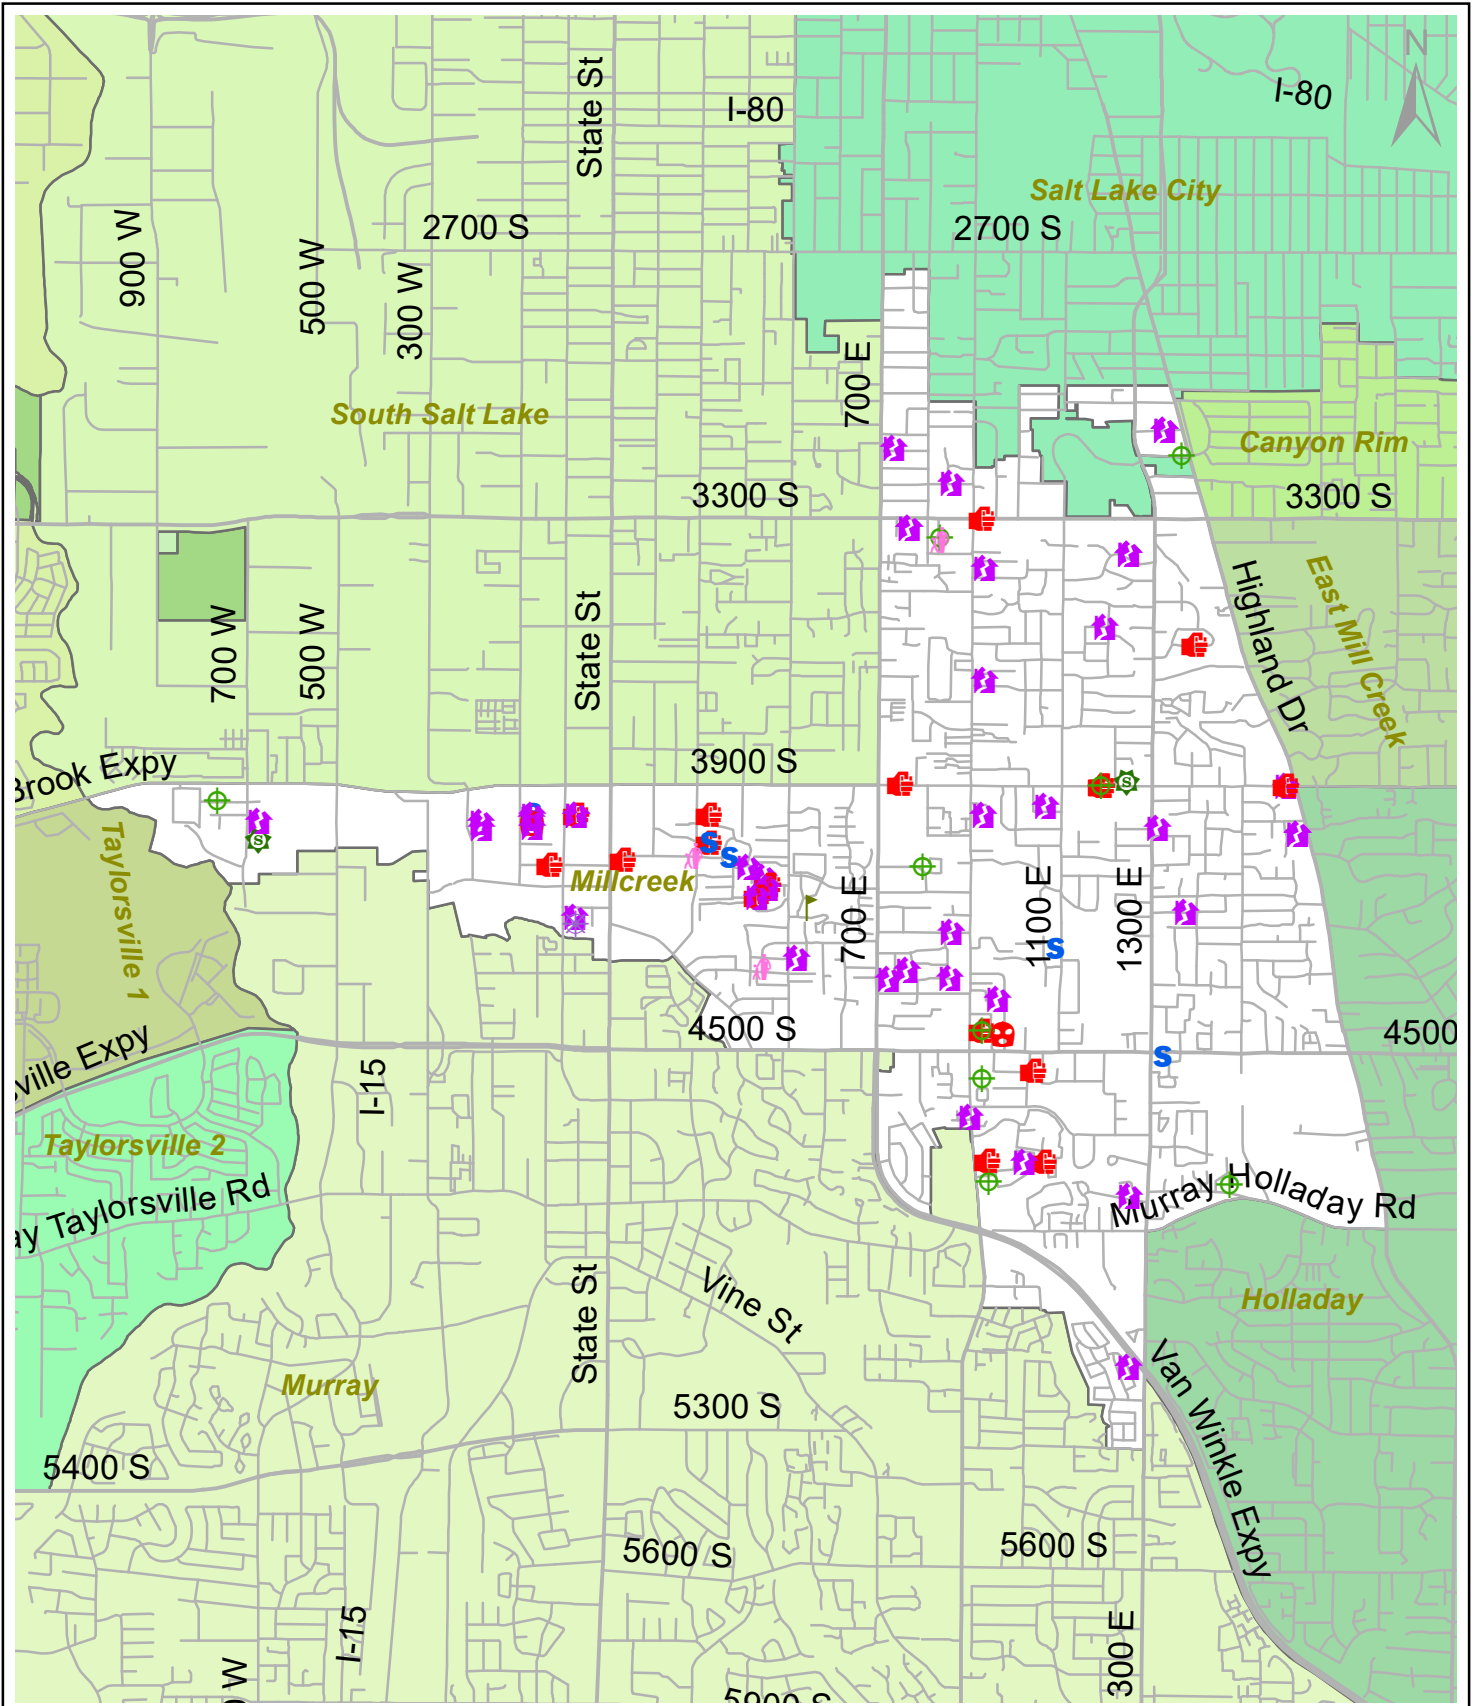 N
I-80
I-80
State St
Salt Lake City
900 W
2700 S
2700 S
500 W
300 W
700 E
South Salt Lake
Canyon Rim
3300 S
3300 S
Highland Dr
East Mill Creek
700 W
500 W
State St
3900 S
Brook Expy
Taylorsville 1
S
S
S
S
Millcreek
700 E
1100 E
S
1300 E
4500 S
4500
sville Expy
S
I-15
Taylorsville 2
ay Taylorsville Rd
Murray Holladay Rd
State St
Vine St
Holladay
Murray
Van Winkle Expy
5300 S
5400 S
5600 S
5600 S
I-15
300 E
0 W
5900 S